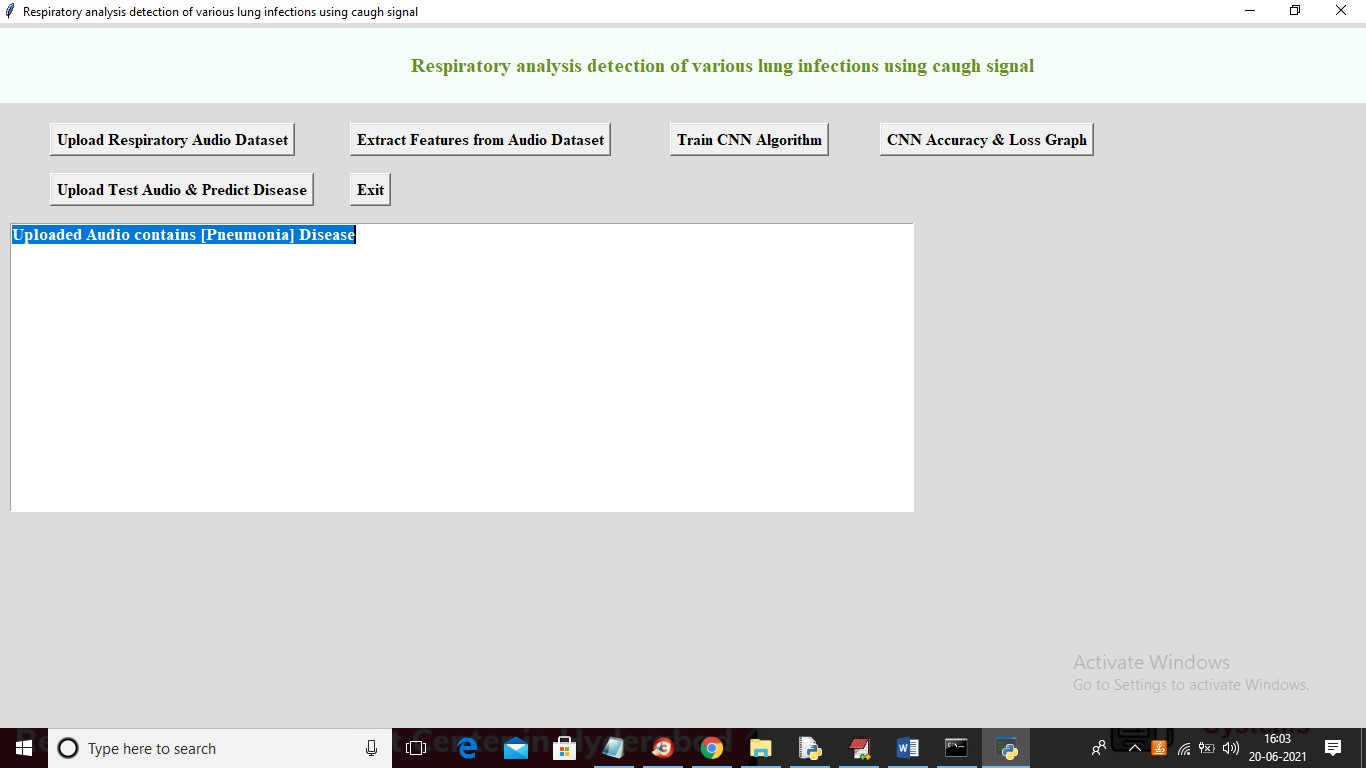 Respiratory analysis detection of various lung infections using caugh signal
Respiratory analysis detection of various lung infections using caugh signal
Upload Respiratory Audio Dataset
Extract Features from Audio Dataset
Train CNN Algorithm
CNN Accuracy & Loss Graph
Upload Test Audio & Predict Disease
Exit
Uploaded Audio contains [Pneumonia] Disease
Activate Windows
Go to Settings to activate Windows.
Type here to search
16:03
20-06-2021